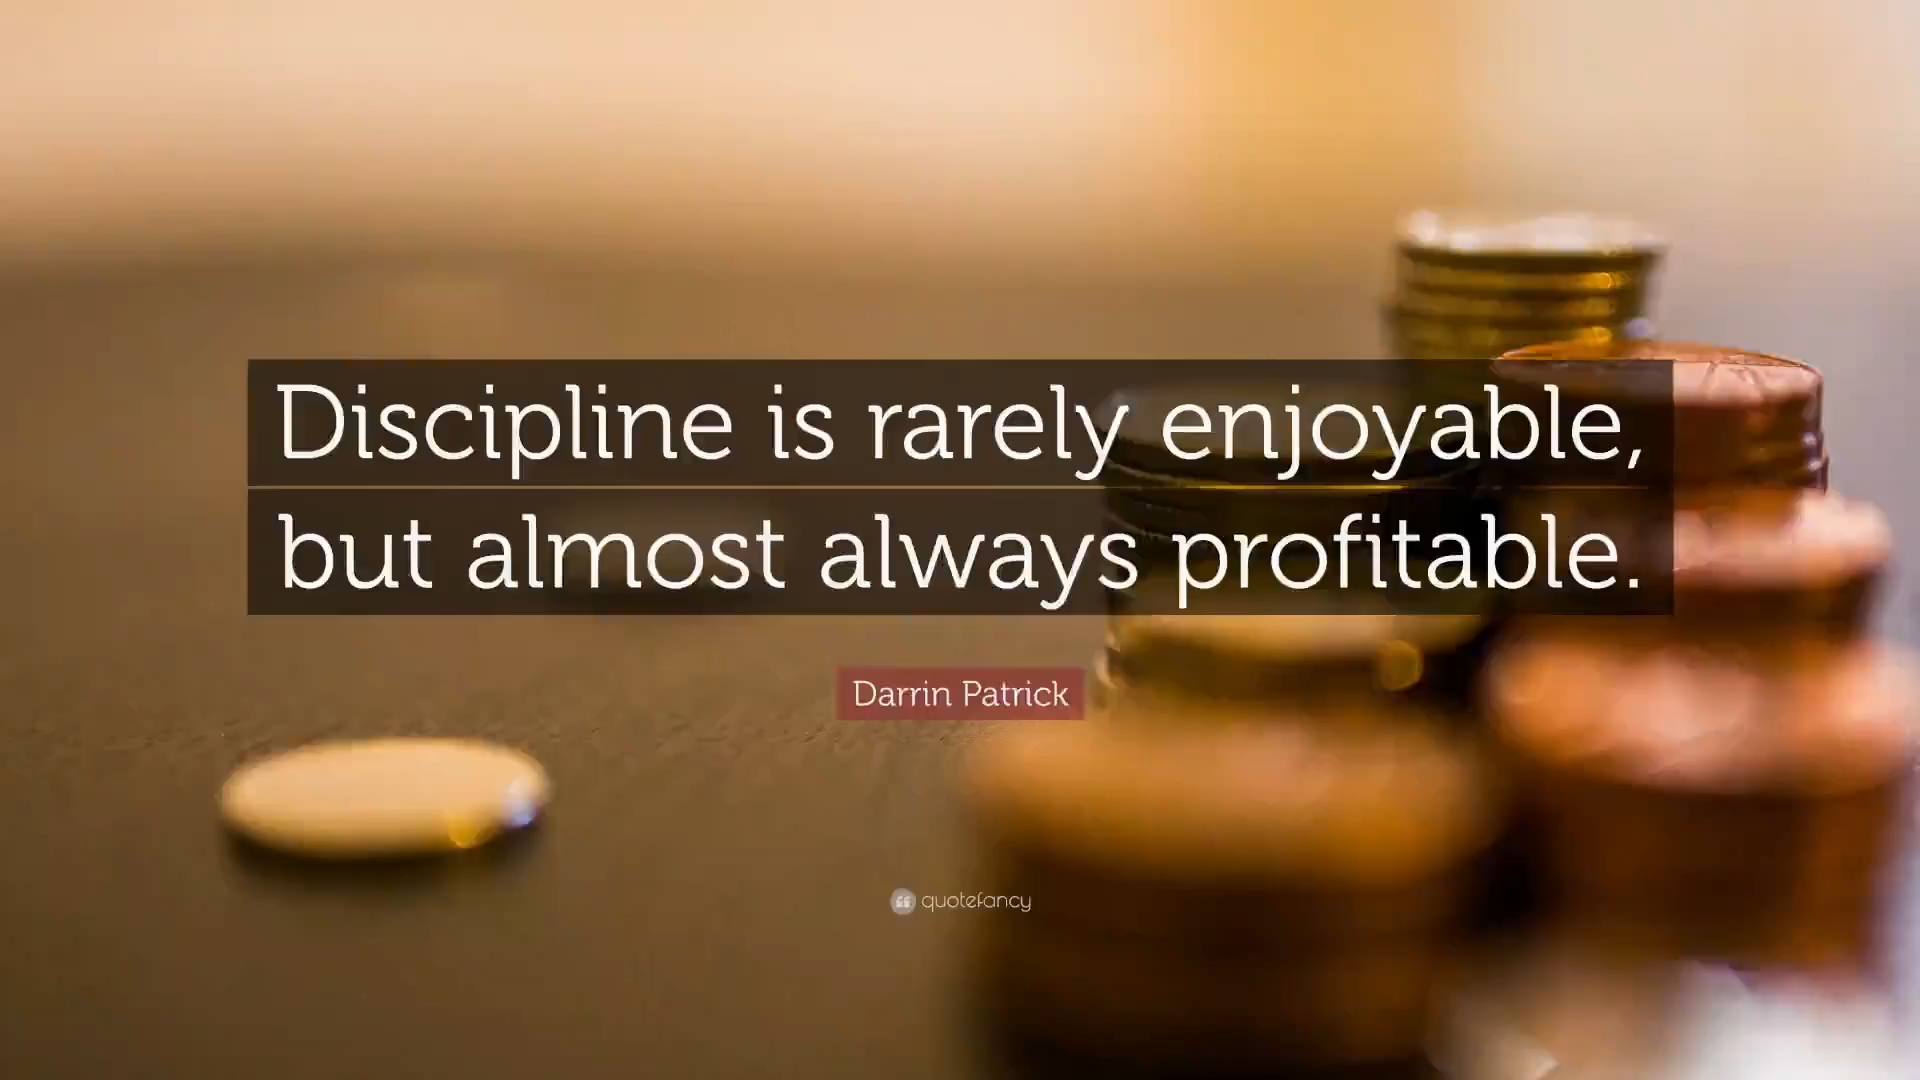 Discipline is rarely enjoyable,
but almost always profitable.
Darrin Patrick
quotefancy